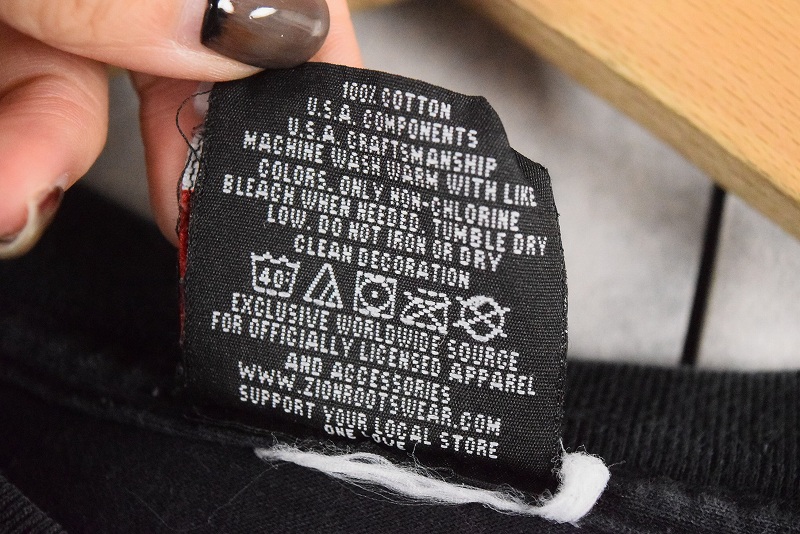 100% COTTON
U.S.A. COMPONENTS
U.S.A. CRAFTSMANSHIP
MACHINE WASH WARM WITH LIKE
COLORS. ONLY NON-CHLORINE
BLEACH WHEN NEEDED. TUMBLE DRY
LOW. DO NOT IRON OR DRY
CLEAN DECORATION
40
EXCLUSIVE WORLDWIDE SOURCE
FOR OFFICIALLY LICENSED APPAREL
AND ACCESSORIES
WWW.ZIONROOTSWEAR.COM
SUPPORT YOUR LOCAL STORE
ONE LOVE